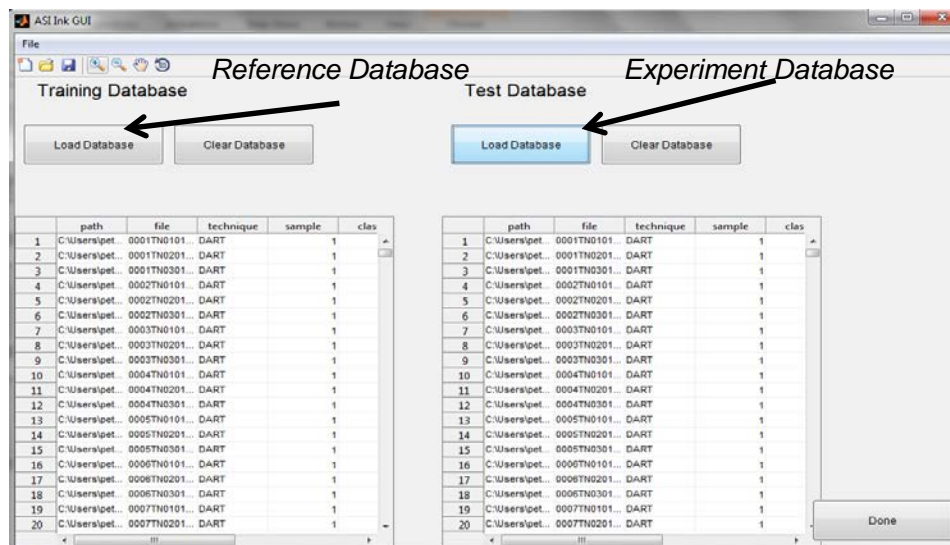 ASI Ink GUI
File
Reference Database Experiment Database
Training Database Test Database
Load Database Clear Database Load Database Clear Database
path file technique sample clas path file technique sample clas
1 C:\Users\pet... 0001TN0101... DART 1 1 C:\Users\pet... 0001TN0101... DART 1
2 C:\Users\pet... 0001TN0201... DART 1 2 C:\Users\pet... 0001TN0201... DART 1
3 C:\Users\pet... 0001TN0301... DART 1 3 C:\Users\pet... 0001TN0301... DART 1
4 C:\Users\pet... 0002TN0101... DART 1 4 C:\Users\pet... 0002TN0101... DART 1
5 C:\Users\pet... 0002TN0201... DART 1 5 C:\Users\pet... 0002TN0201... DART 1
6 C:\Users\pet... 0002TN0301... DART 1 6 C:\Users\pet... 0002TN0301... DART 1
7 C:\Users\pet... 0003TN0101... DART 1 7 C:\Users\pet... 0003TN0101... DART 1
8 C:\Users\pet... 0003TN0201... DART 1 8 C:\Users\pet... 0003TN0201... DART 1
9 C:\Users\pet... 0003TN0301... DART 1 9 C:\Users\pet... 0003TN0301... DART 1
10 C:\Users\pet... 0004TN0101... DART 1 10 C:\Users\pet... 0004TN0101... DART 1
11 C:\Users\pet... 0004TN0201... DART 1 11 C:\Users\pet... 0004TN0201... DART 1
12 C:\Users\pet... 0004TN0301... DART 1 12 C:\Users\pet... 0004TN0301... DART 1
13 C:\Users\pet... 0005TN0101... DART 1 13 C:\Users\pet... 0005TN0101... DART 1
14 C:\Users\pet... 0005TN0201... DART 1 14 C:\Users\pet... 0005TN0201... DART 1
15 C:\Users\pet... 0005TN0301... DART 1 15 C:\Users\pet... 0005TN0301... DART 1
16 C:\Users\pet... 0006TN0101... DART 1 16 C:\Users\pet... 0006TN0101... DART 1
17 C:\Users\pet... 0006TN0201... DART 1 17 C:\Users\pet... 0006TN0201... DART 1
18 C:\Users\pet... 0006TN0301... DART 1 18 C:\Users\pet... 0006TN0301... DART 1
19 C:\Users\pet... 0007TN0101... DART 1 19 C:\Users\pet... 0007TN0101... DART 1
20 C:\Users\pet... 0007TN0201... DART 1 20 C:\Users\pet... 0007TN0201... DART 1
Done